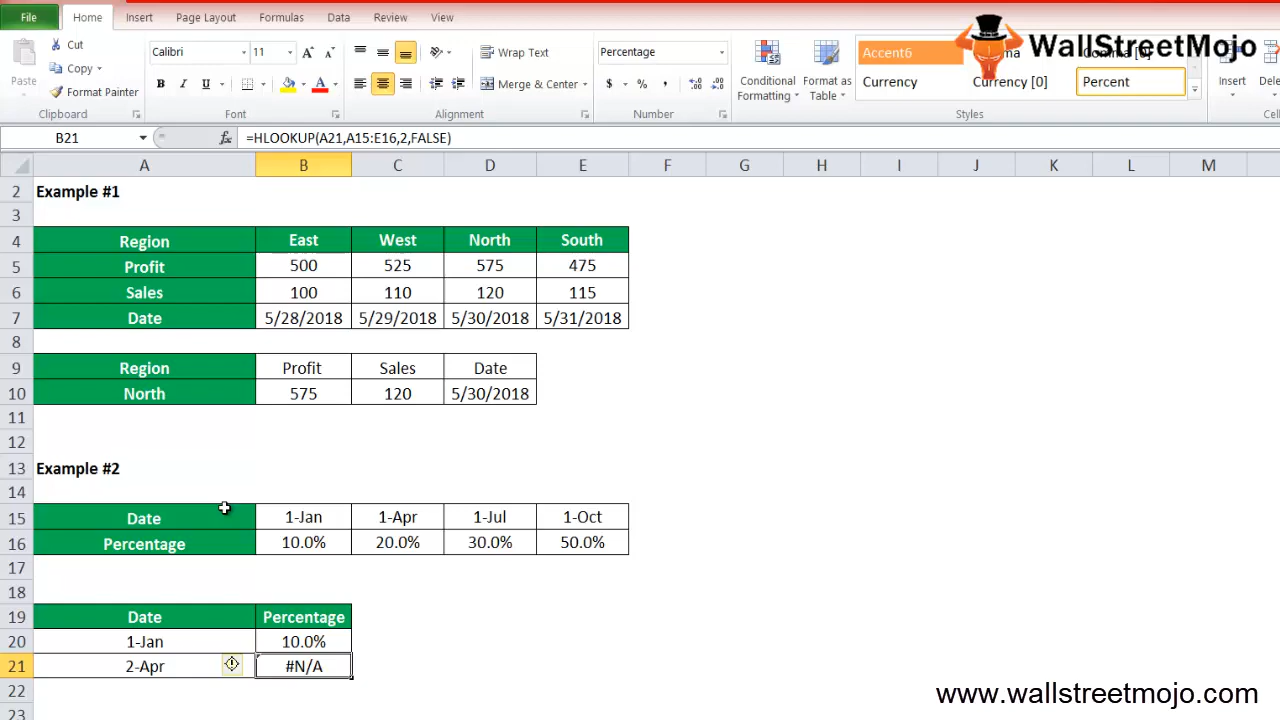 File Home Insert Page Layout Formulas Data Review View
Cut
Copy
Format Painter
Paste
Clipboard
Calibri 11
B I U A
Font
Wrap Text
Merge & Center
Alignment
Percentage
$ % ,
Number
Conditional Formatting
Format as Table
Accent6
Currency Currency [0] Percent
Styles
Insert
WallStreetMojo
B21 fx =HLOOKUP(A21,A15:E16,2,FALSE)
A B C D E F G H I J K L M
2 Example #1
3
4 Region East West North South
5 Profit 500 525 575 475
6 Sales 100 110 120 115
7 Date 5/28/2018 5/29/2018 5/30/2018 5/31/2018
8
9 Region Profit Sales Date
10 North 575 120 5/30/2018
11
12
13 Example #2
14
15 Date 1-Jan 1-Apr 1-Jul 1-Oct
16 Percentage 10.0% 20.0% 30.0% 50.0%
17
18
19 Date Percentage
20 1-Jan 10.0%
21 2-Apr #N/A
22
23
www.wallstreetmojo.com